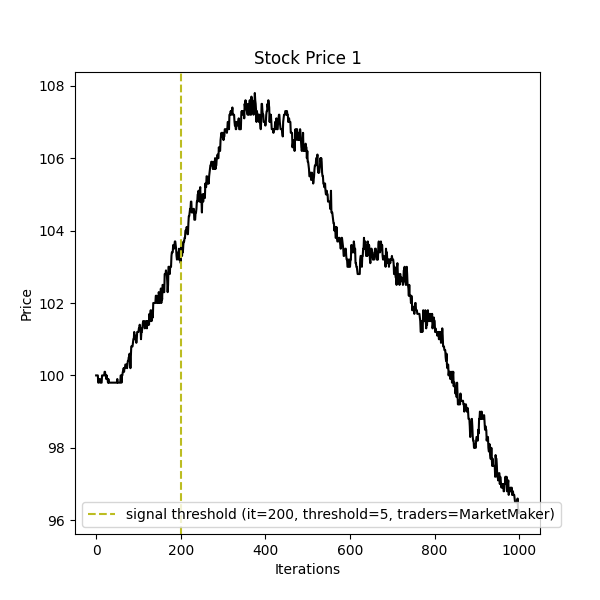 Stock Price 1
108
106
104
102
100
98
96
Price
signal threshold (it=200, threshold=5, traders=MarketMaker)
0 200 400 600 800 1000
Iterations